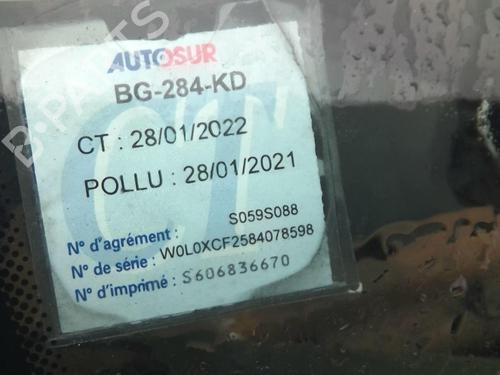 AUTOSUR
BG-284-KD
CT : 28/01/2022
POLLU : 28/01/2021
N° d'agrément : S059S088
N° de série : W0L0XCF2584078598
N° d'imprimé : S606836670
CT
B-PARTS